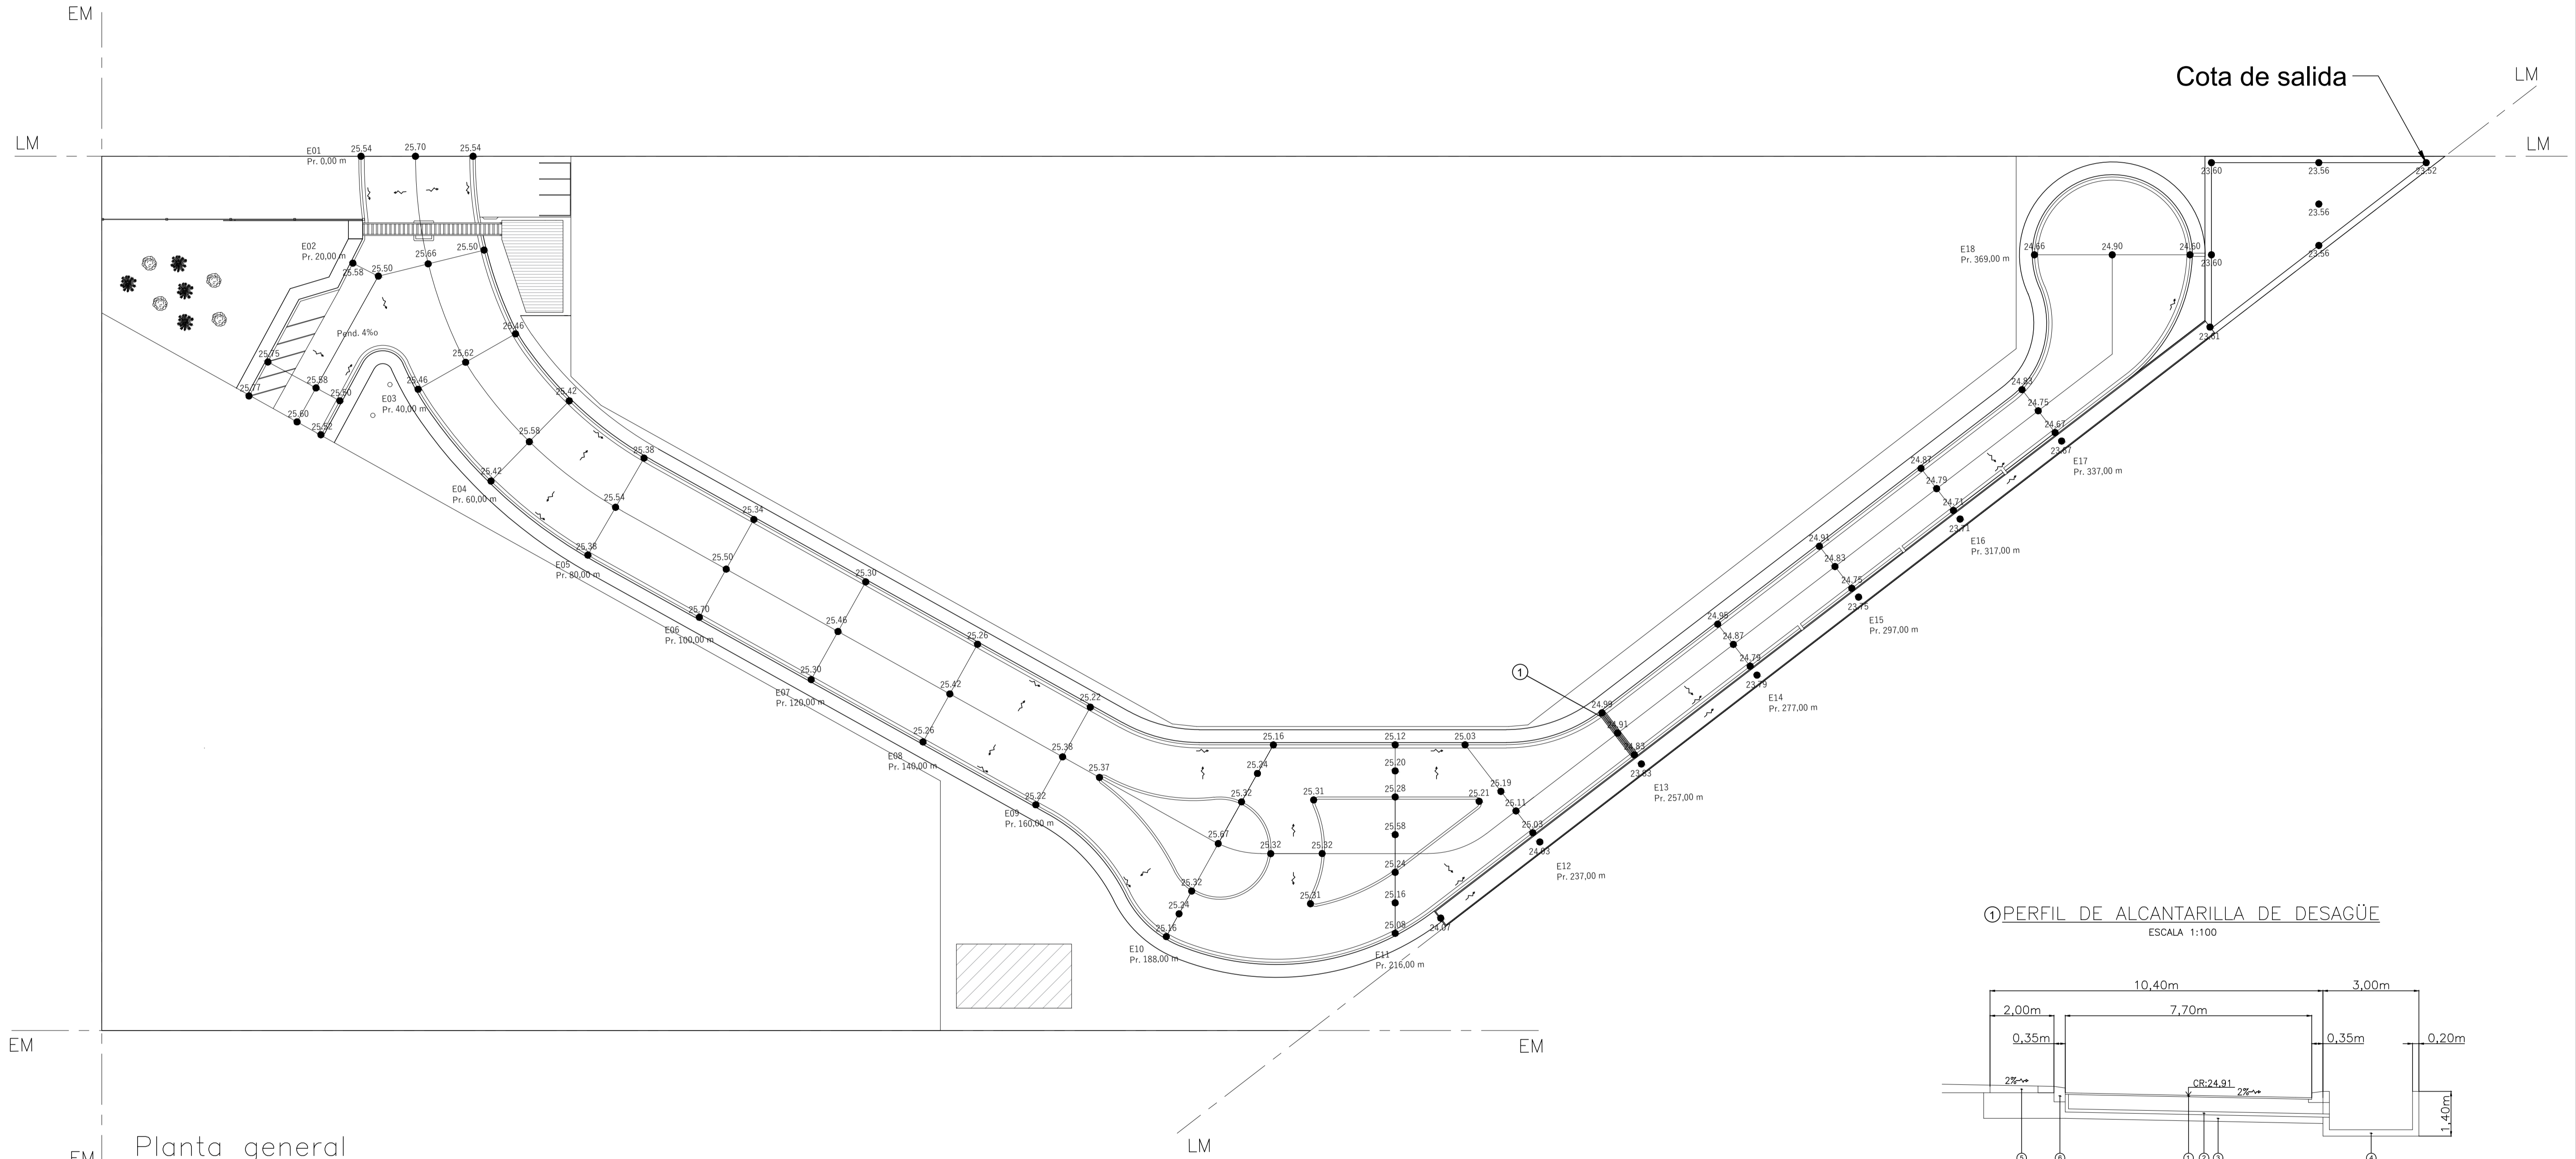 EM
Cota de salida
LM
LM
LM
E01
Pr. 0,00 m
25.54
25.70
25.54
23.60
23.56
23.52
23.56
E02
Pr. 20,00 m
25.58
25.50
25.66
25.50
E18
Pr. 369,00 m
24.66
24.90
24.60
23.60
23.56
Pend. 4%o
25.46
23.61
25.75
25.62
25.77
25.58
25.50
25.46
E03
Pr. 40,00 m
25.42
24.83
24.75
25.60
25.52
25.58
24.67
23.67
E17
Pr. 337,00 m
25.38
25.42
E04
Pr. 60,00 m
24.87
24.79
25.54
24.71
23.71
E16
Pr. 317,00 m
25.34
25.38
E05
Pr. 80,00 m
24.91
24.83
25.50
24.75
23.75
E15
Pr. 297,00 m
25.30
25.70
E06
Pr. 100,00 m
24.95
24.87
25.46
24.79
23.79
E14
Pr. 277,00 m
25.26
25.30
E07
Pr. 120,00 m
1
24.99
24.91
25.42
25.22
24.83
23.83
E13
Pr. 257,00 m
25.26
E08
Pr. 140,00 m
25.38
25.37
25.16
25.12
25.03
25.24
25.20
25.19
25.22
E09
Pr. 160,00 m
25.32
25.31
25.28
25.21
25.11
25.03
24.03
E12
Pr. 237,00 m
25.67
25.32
25.32
25.58
25.24
25.32
25.31
25.16
25.24
25.16
25.08
24.07
E10
Pr. 188,00 m
E11
Pr. 216,00 m
1 PERFIL DE ALCANTARILLA DE DESAGÜE
ESCALA 1:100
10,40m
3,00m
2,00m
7,70m
0,35m
0,35m
0,20m
2%
CR:24,91
2%
1,40m
5
6
1
2
3
4
EM
EM
LM
Planta general
EM